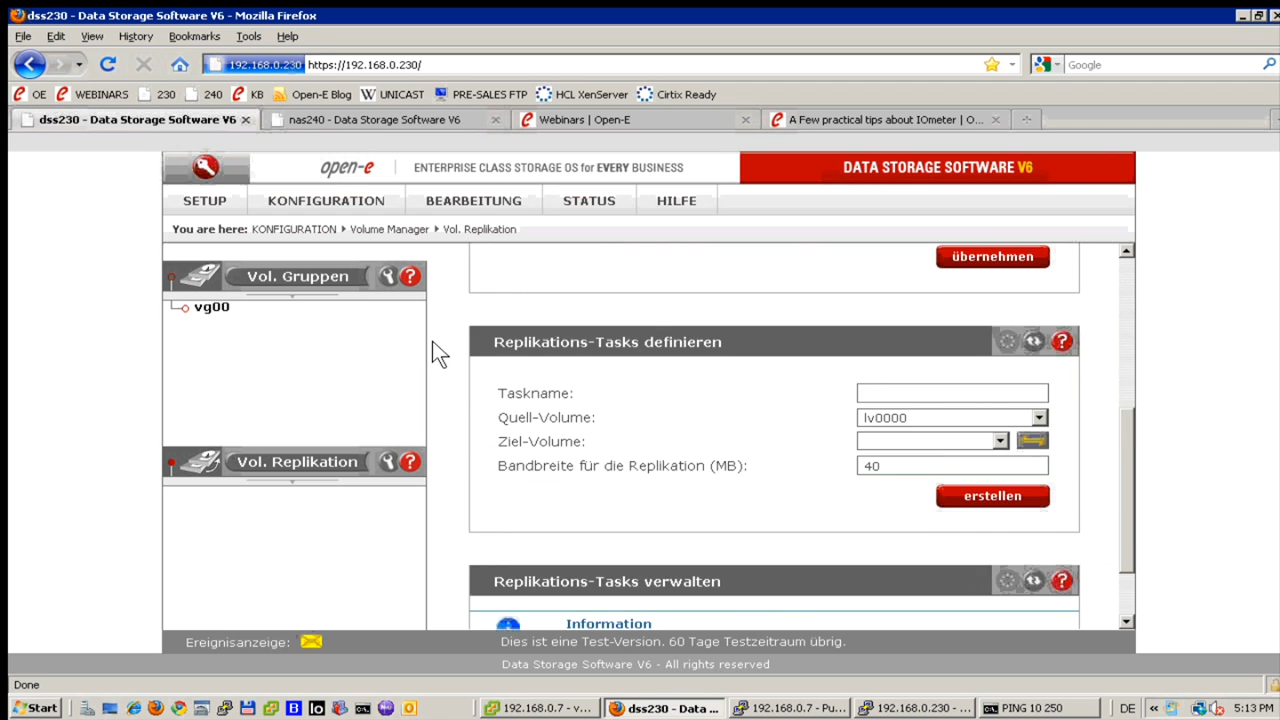 dss230 - Data Storage Software V6 - Mozilla Firefox
File Edit View History Bookmarks Tools Help
192.168.0.230 https://192.168.0.230/
Google
OE WEBINARS 230 240 KB Open-E Blog UNICAST PRE-SALES FTP HCL XenServer Cirtix Ready
dss230 - Data Storage Software V6
nas240 - Data Storage Software V6
Webinars | Open-E
A Few practical tips about IOmeter | O...
open-e ENTERPRISE CLASS STORAGE OS for EVERY BUSINESS
DATA STORAGE SOFTWARE V6
SETUP KONFIGURATION BEARBEITUNG STATUS HILFE
You are here: KONFIGURATION Volume Manager Vol. Replikation
übernehmen
Vol. Gruppen
vg00
Replikations-Tasks definieren
Taskname:
Quell-Volume: lv0000
Ziel-Volume:
Bandbreite für die Replikation (MB): 40
erstellen
Vol. Replikation
Replikations-Tasks verwalten
Information
Ereignisanzeige:
Dies ist eine Test-Version. 60 Tage Testzeitraum übrig.
Data Storage Software V6 - All rights reserved
Done
Start 192.168.0.7 - v... dss230 - Data ... 192.168.0.7 - Pu... 192.168.0.230 - ... PING 10 250 DE 5:13 PM